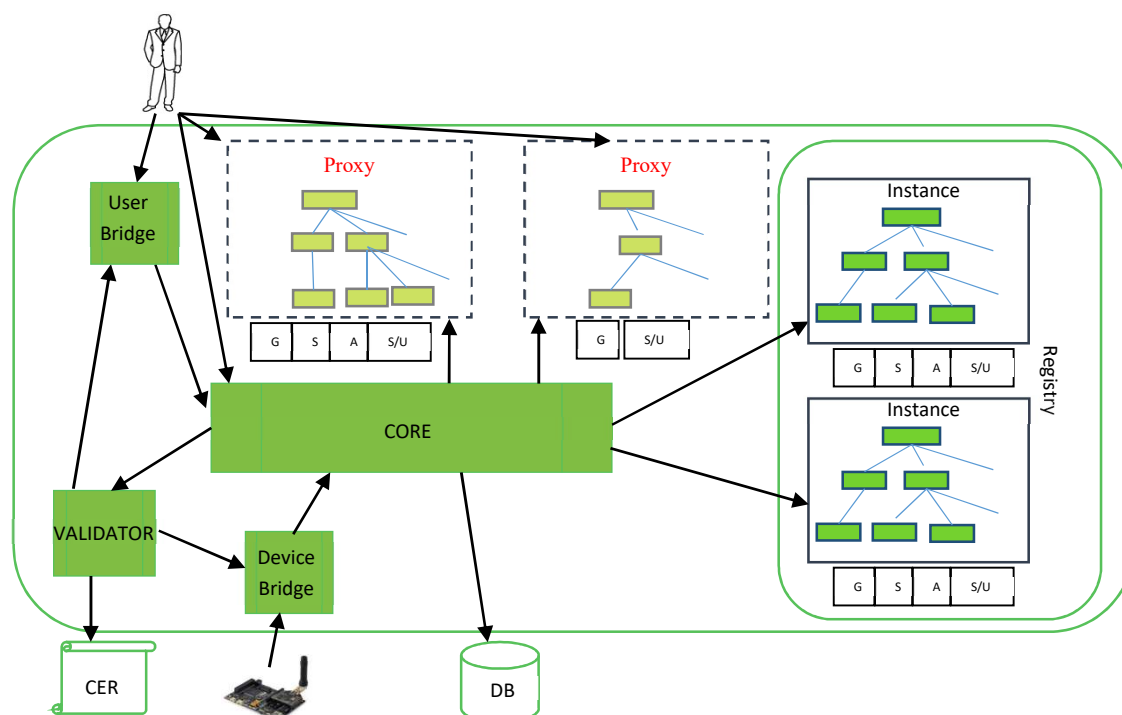 Proxy
Proxy
Instance
User
Bridge
G S A S/U
G S/U
G S A S/U
Registry
Instance
CORE
VALIDATOR
Device
Bridge
G S A S/U
CER
DB